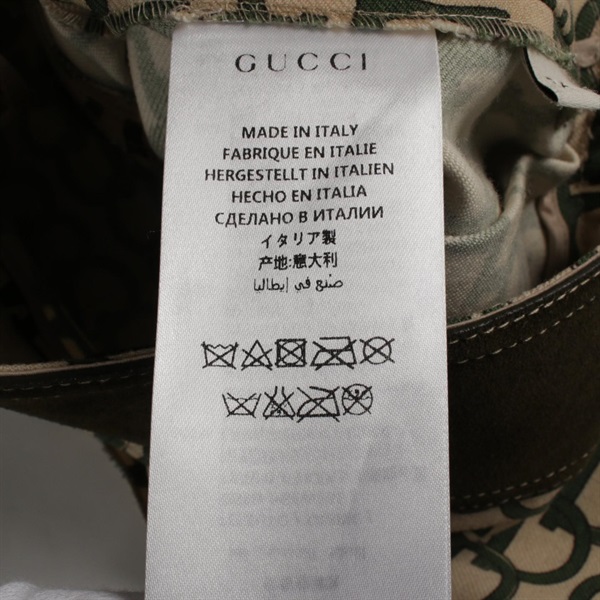 GUCCI
MADE IN ITALY
FABRIQUE EN ITALIE
HERGESTELLT IN ITALIEN
HECHO EN ITALIA
СДЕЛАНО В ИТАЛИИ
イタリア製
产地:意大利
صنع في إيطاليا